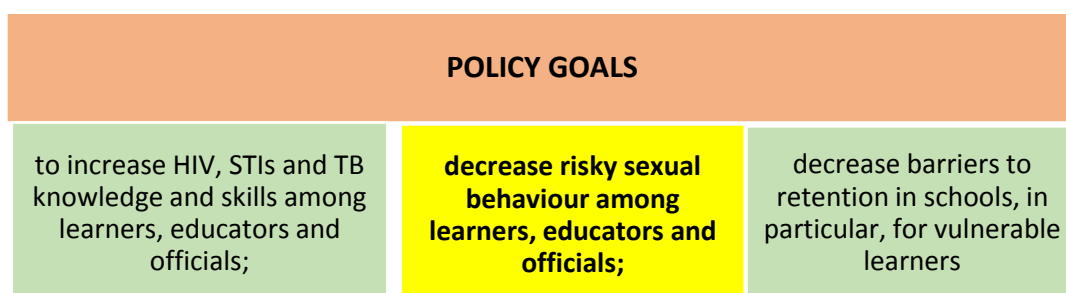 POLICY GOALS
to increase HIV, STIs and TB
knowledge and skills among
learners, educators and
officials;
decrease risky sexual
behaviour among
learners, educators and
officials;
decrease barriers to
retention in schools, in
particular, for vulnerable
learners